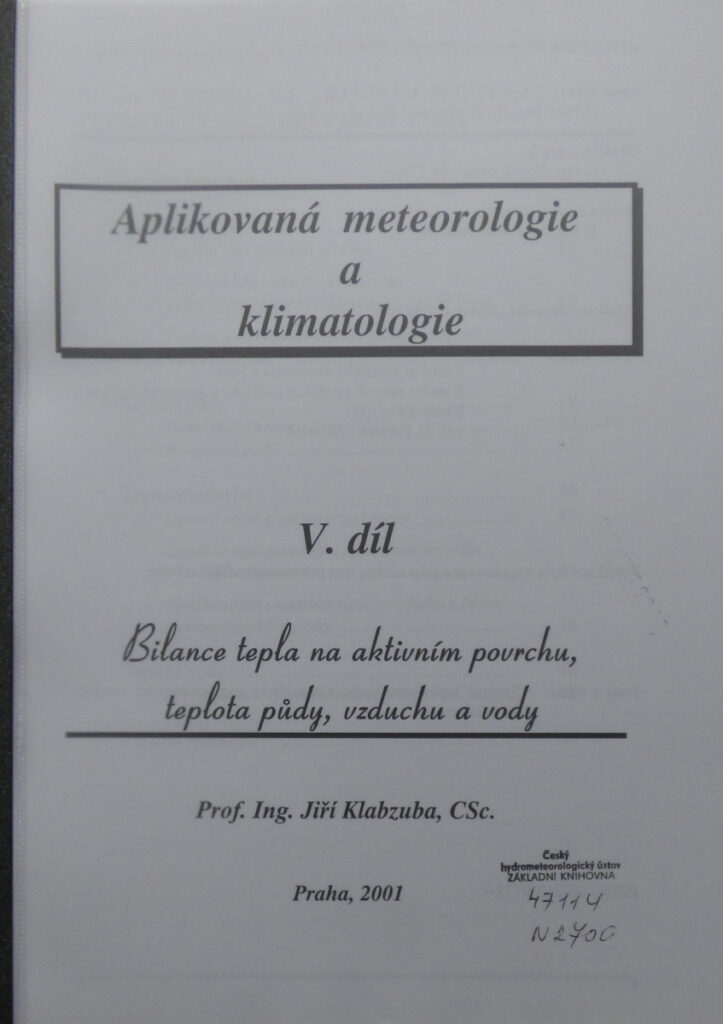 Aplikovaná meteorologie
a
klimatologie
V. díl
Bilance tepla na aktivním povrchu,
teplota půdy, vzduchu a vody
Prof. Ing. Jiří Klabzuba, CSc.
Praha, 2001
Český
hydrometeorologický ústav
ZÁKLADNÍ KNIHOVNA
47114
N2700